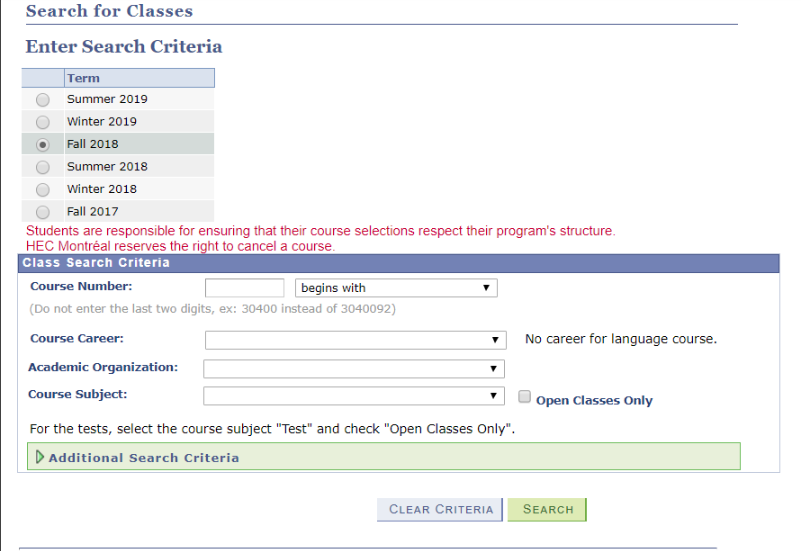 Search for Classes
Enter Search Criteria
Term
Summer 2019
Winter 2019
Fall 2018
Summer 2018
Winter 2018
Fall 2017
Students are responsible for ensuring that their course selections respect their program's structure.
HEC Montréal reserves the right to cancel a course.
Class Search Criteria
Course Number: begins with
(Do not enter the last two digits, ex: 30400 instead of 3040092)
Course Career: No career for language course.
Academic Organization:
Course Subject: Open Classes Only
For the tests, select the course subject "Test" and check "Open Classes Only".
Additional Search Criteria
CLEAR CRITERIA SEARCH